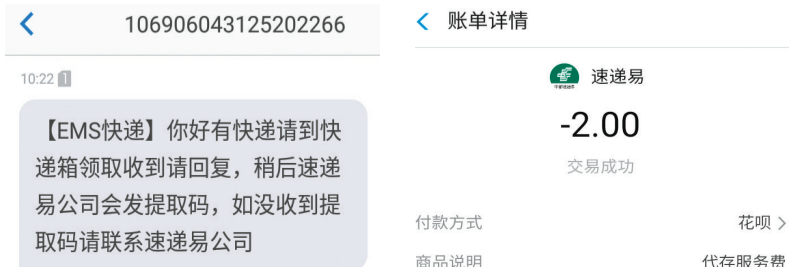 106906043125202266
10:22 1
【EMS快递】你好有快递请到快
递箱领取收到请回复，稍后速递
易公司会发提取码，如没收到提
取码请联系速递易公司
账单详情
速递易
-2.00
交易成功
付款方式 花呗
商品说明 代存服务费